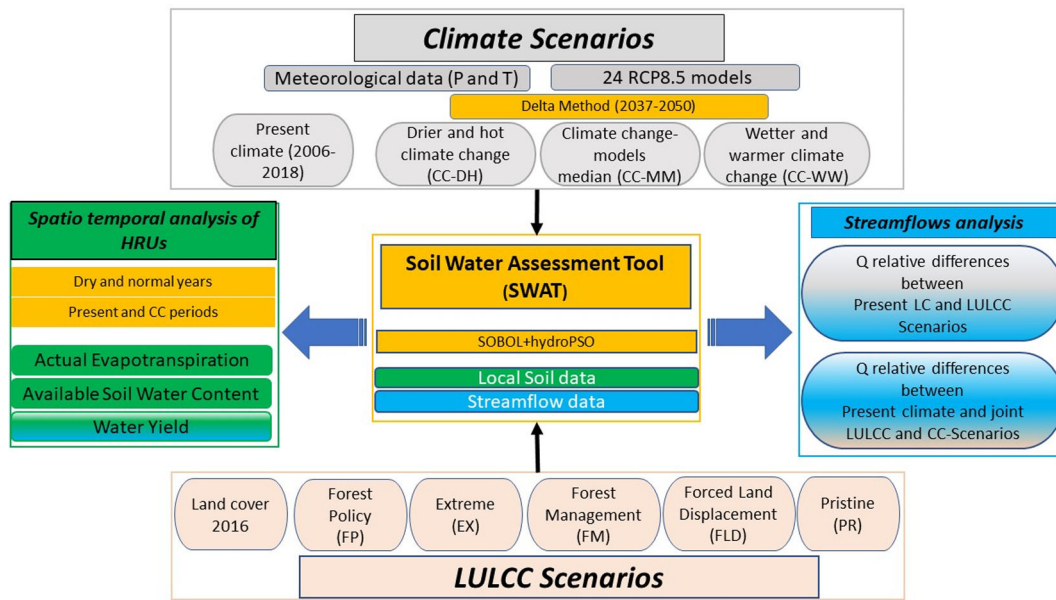 Climate Scenarios
Meteorological data (P and T)
24 RCP8.5 models
Delta Method (2037-2050)
Present
climate (2006-
2018)
Drier and hot
climate change
(CC-DH)
Climate change-
models
median (CC-MM)
Wetter and
warmer climate
change (CC-WW)
Spatio temporal analysis of
HRUs
Dry and normal years
Present and CC periods
Actual Evapotranspiration
Available Soil Water Content
Water Yield
Soil Water Assessment Tool
(SWAT)
SOBOL+hydroPSO
Local Soil data
Streamflow data
Streamflows analysis
Q relative differences
between
Present LC and LULCC
Scenarios
Q relative differences
between
Present climate and joint
LULCC and CC-Scenarios
Land cover
2016
Forest
Policy
(FP)
Extreme
(EX)
Forest
Management
(FM)
Forced Land
Displacement
(FLD)
Pristine
(PR)
LULCC Scenarios